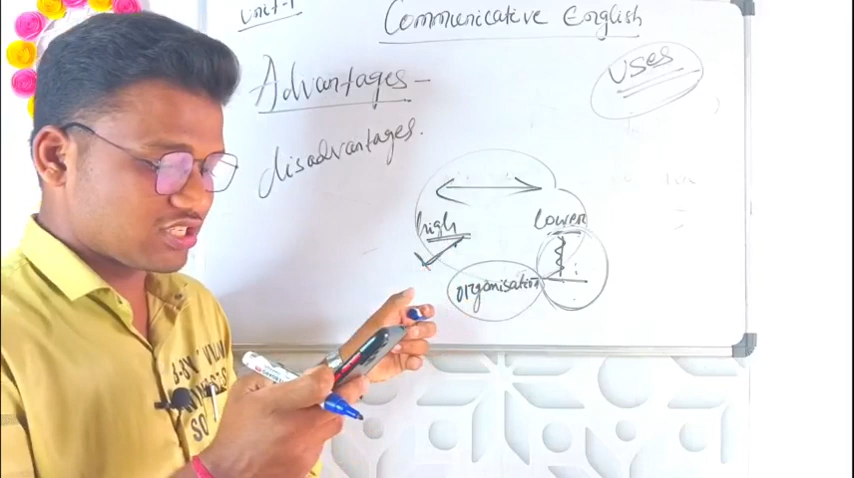 Unit-1
Communicative English
Advantages -
USES
disadvantages.
high
lower
organisation